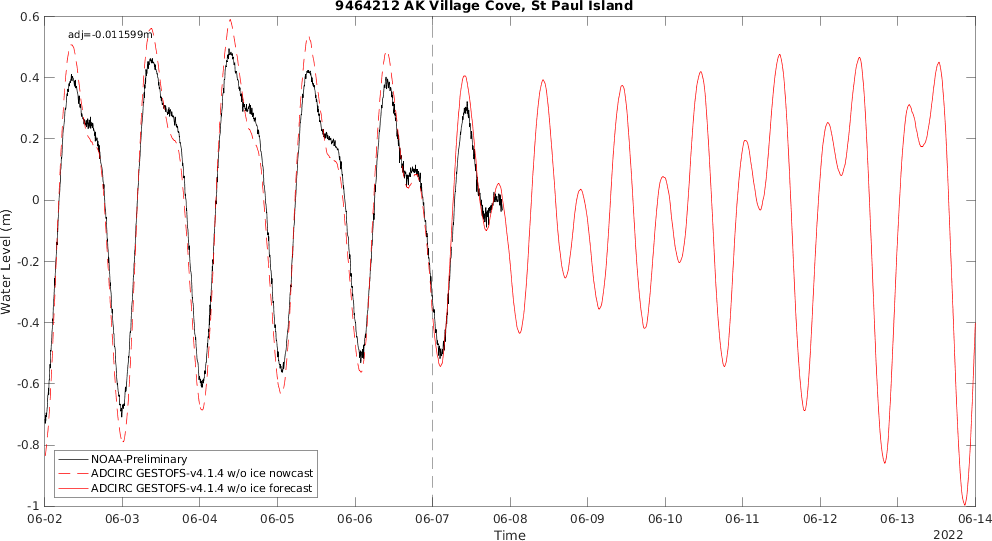 9464212 AK Village Cove, St Paul Island
adj=-0.011599m
0.6
0.4
0.2
0
-0.2
-0.4
-0.6
-0.8
-1
Water Level (m)
NOAA-Preliminary
ADCIRC GESTOFS-v4.1.4 w/o ice nowcast
ADCIRC GESTOFS-v4.1.4 w/o ice forecast
06-02 06-03 06-04 06-05 06-06 06-07 06-08 06-09 06-10 06-11 06-12 06-13 06-14
Time
2022